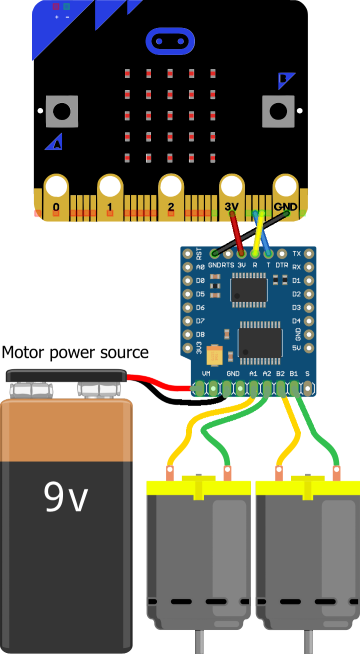 A
B
0 1 2 3V GND
RST TX
GND RTS 3V R T DTR
A0 RX
D0 D1
D5 D2
D6 D3
D7 D4
D8 GND
3V3 5V
VM GND A1 A2 B2 B1 S
Motor power source
9v